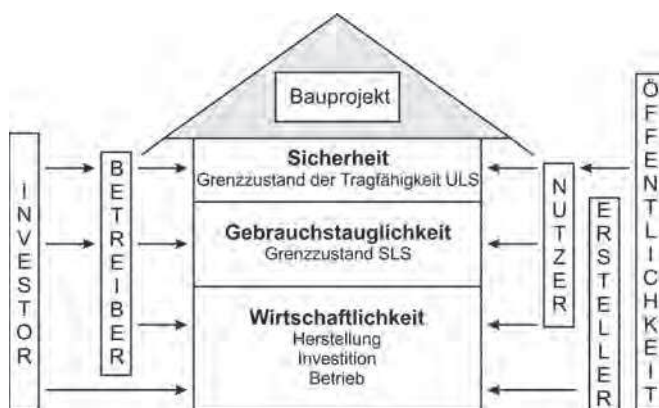 Bauprojekt
INVESTOR
BETREIBER
Sicherheit
Grenzzustand der Tragfähigkeit ULS
Gebrauchstauglichkeit
Grenzzustand SLS
Wirtschaftlichkeit
Herstellung
Investition
Betrieb
NUTZER
ERSTELLER
ÖFFENTLICHKEIT